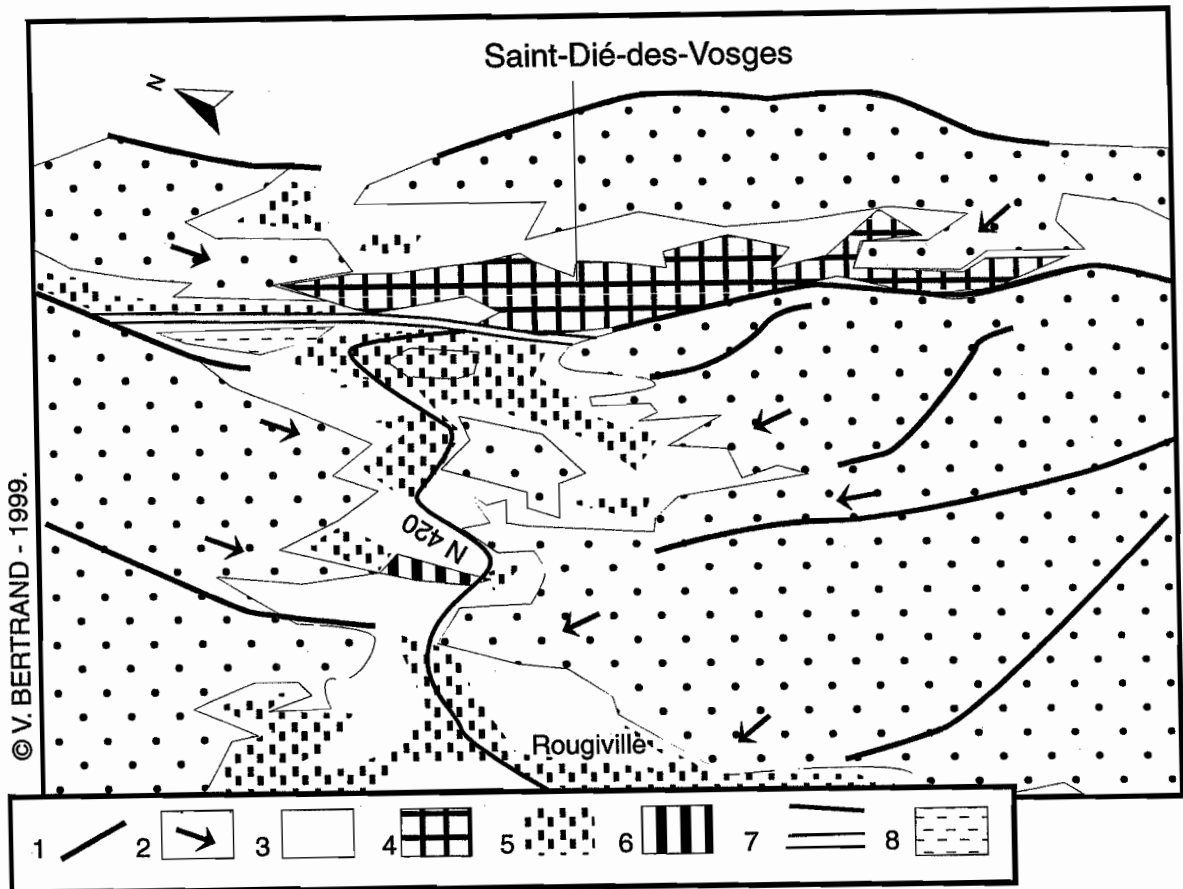 Saint-Dié-des-Vosges
N
N 420
Rougiville
© V. BERTRAND - 1999.
1 2 3 4 5 6 7 8